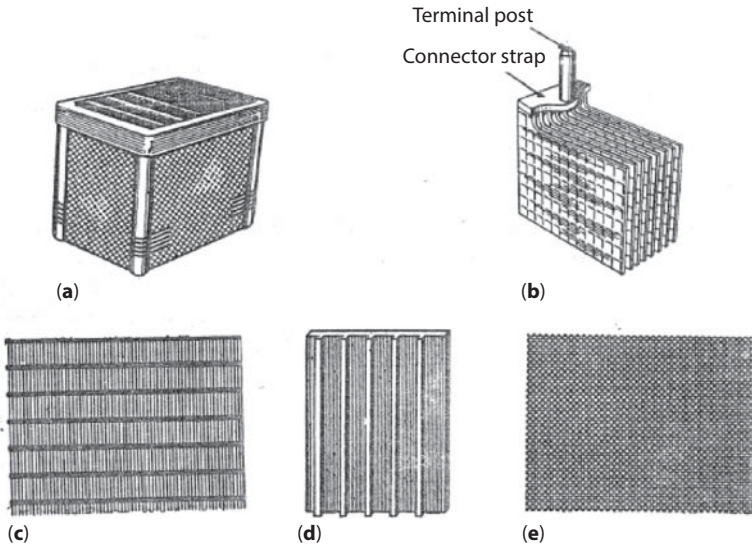 Terminal post
Connector strap
(a)
(b)
(c)
(d)
(e)